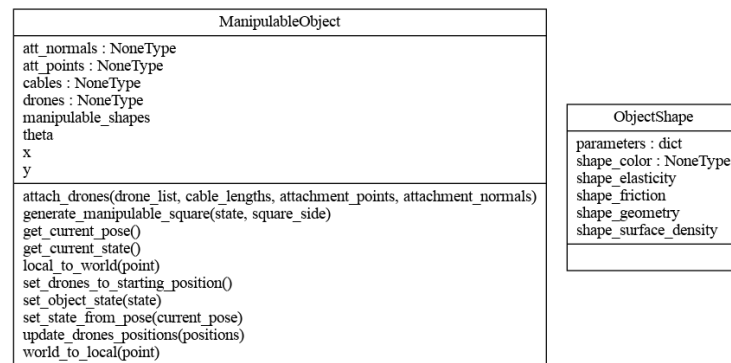 ManipulableObject
att_normals : NoneType
att_points : NoneType
cables : NoneType
drones : NoneType
manipulable_shapes
theta
x
y
attach_drones(drone_list, cable_lengths, attachment_points, attachment_normals)
generate_manipulable_square(state, square_side)
get_current_pose()
get_current_state()
local_to_world(point)
set_drones_to_starting_position()
set_object_state(state)
set_state_from_pose(current_pose)
update_drones_positions(positions)
world_to_local(point)
ObjectShape
parameters : dict
shape_color : NoneType
shape_elasticity
shape_friction
shape_geometry
shape_surface_density